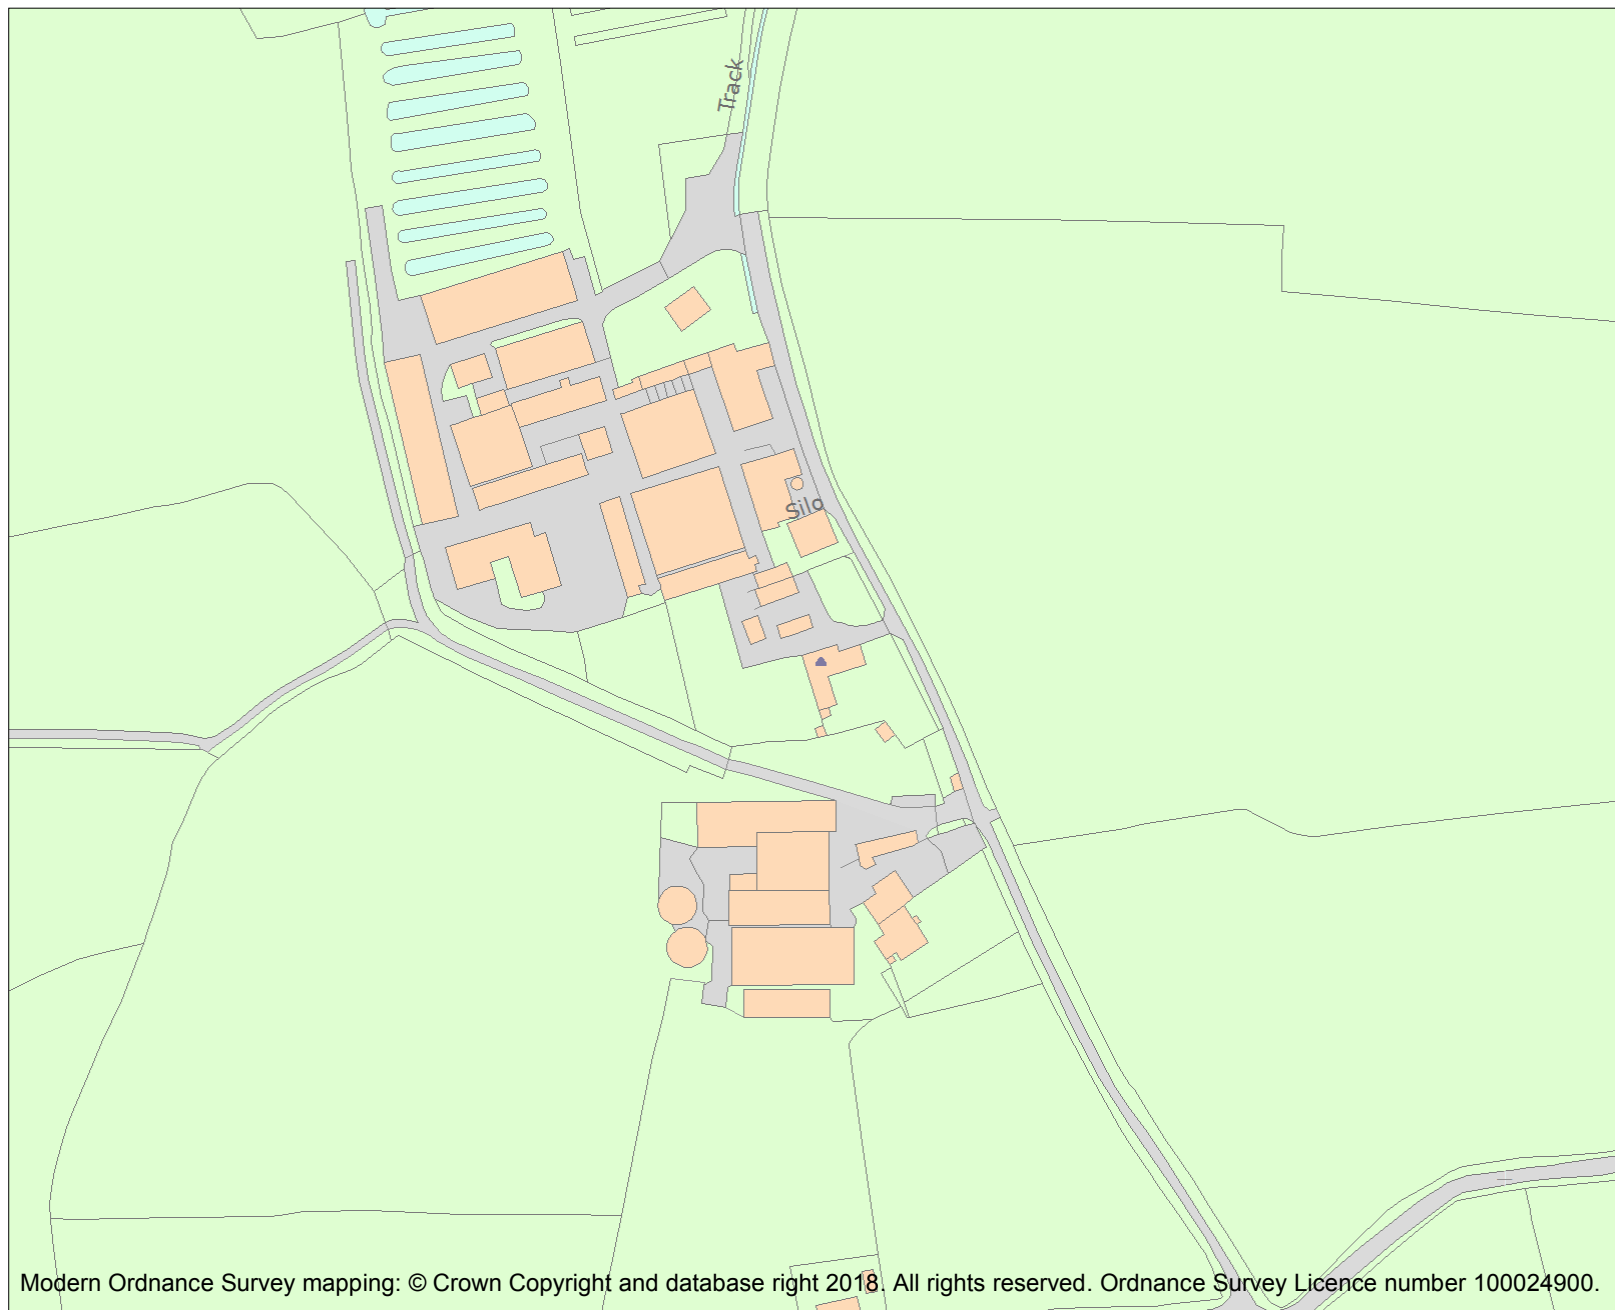 Track
Silo
Modern Ordnance Survey mapping: © Crown Copyright and database right 2018. All rights reserved. Ordnance Survey Licence number 100024900.